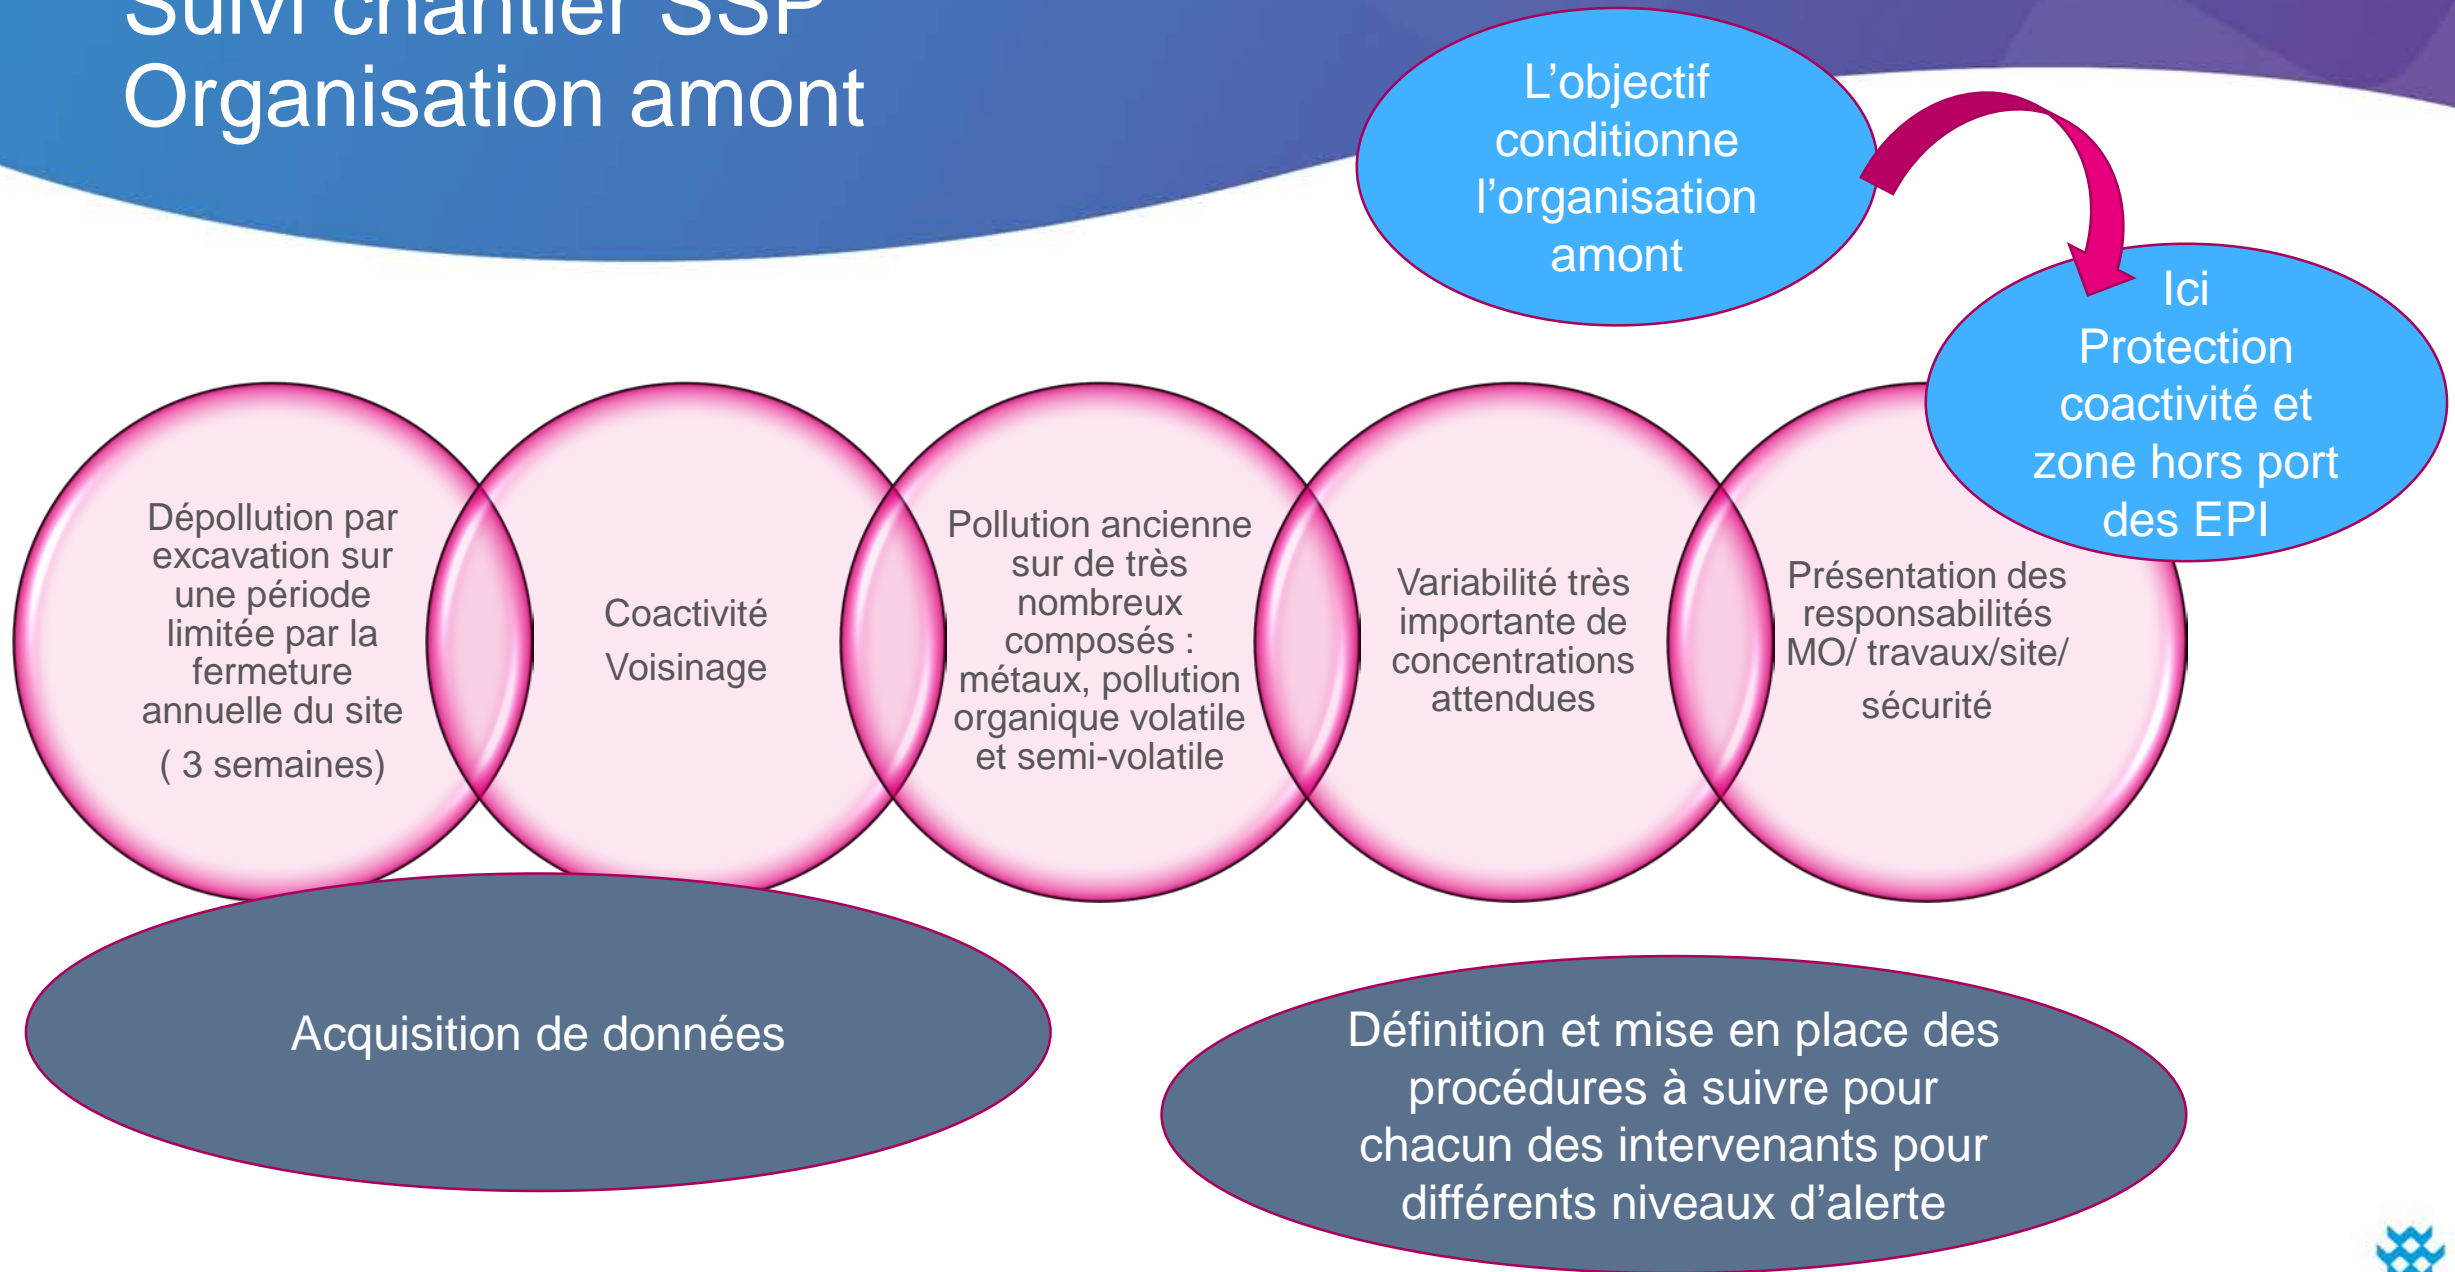 Suivi chantier SSP
Organisation amont
L’objectif
conditionne
l’organisation
amont
Ici
Protection
coactivité et
zone hors port
des EPI
Dépollution par
excavation sur
une période
limitée par la
fermeture
annuelle du site
( 3 semaines)
Coactivité
Voisinage
Pollution ancienne
sur de très
nombreux
composés :
métaux, pollution
organique volatile
et semi-volatile
Variabilité très
importante de
concentrations
attendues
Présentation des
responsabilités
MO/ travaux/site/
sécurité
Acquisition de données
Définition et mise en place des
procédures à suivre pour
chacun des intervenants pour
différents niveaux d’alerte